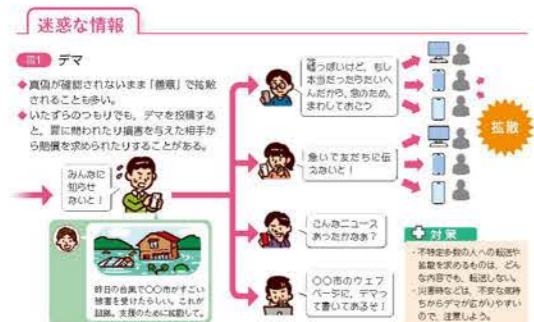 迷惑な情報
図1 デマ
◆真偽が確認されないまま「善意」で拡散
されることも多い。
◆いたずらのつもりでも、デマを投稿する
と、罪に問われたり損害を与えた相手か
ら賠償を求められたりすることがある。
みんなに
知らせ
ないと!
昨日の台風で〇〇市がすごい
被害を受けたらしい。これが
証拠。支援のために拡散して。
嘘っぽいけど、もし
本当だったらたいへ
んだから、念のため、
まわしておこう
急いで友だちに伝
えないと!
こんなニュース
あったかなぁ?
〇〇市のウェブ
ページに、デマっ
て書いてあるぞ!
拡散
対策
・不特定多数の人への転送や
拡散を求めるものは、どん
な内容でも、転送しない。
・災害時などは、不安な気持
ちからデマが広がりやすい
ので、注意しよう。